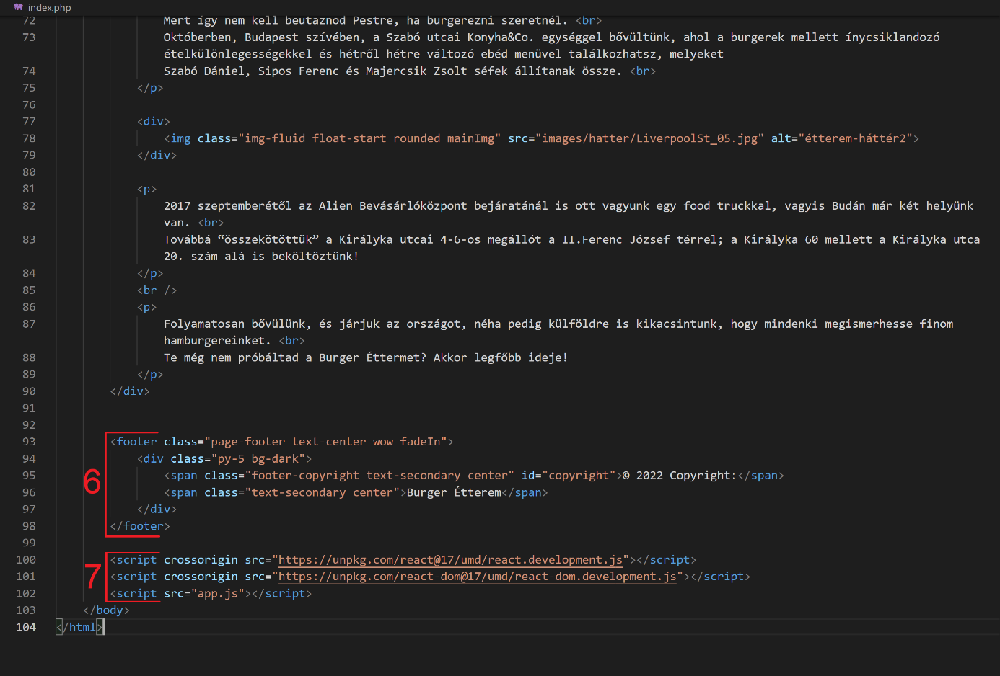 index.php
72 Mert így nem kell beutaznod Pestre, ha burgerezni szeretnél. <br>
73 Októberben, Budapest szívében, a Szabó utcai Konyha&Co. egységgel bővültünk, ahol a burgerek mellett ínycsiklandozó
ételkülönlegességekkel és hétről hétre változó ebéd menüvel találkozhatsz, melyeket
74 Szabó Dániel, Sipos Ferenc és Majercsik Zsolt séfek állítanak össze. <br>
75 </p>
76
77 <div>
78 <img class="img-fluid float-start rounded mainImg" src="images/hatter/LiverpoolSt_05.jpg" alt="étterem-háttér2">
79 </div>
80
81 <p>
82 2017 szeptemberétől az Alien Bevásárlóközpont bejáratánál is ott vagyunk egy food truckkal, vagyis Budán már két helyünk
van. <br>
83 Továbbá “összekötöttük” a Királyka utcai 4-6-os megállót a II.Ferenc József térrel; a Királyka 60 mellett a Királyka utca
20. szám alá is beköltöztünk!
84 </p>
85 <br />
86 <p>
87 Folyamatosan bővülünk, és járjuk az országot, néha pedig külföldre is kikacsintunk, hogy mindenki megismerhesse finom
hamburgereinket. <br>
88 Te még nem próbáltad a Burger Éttermet? Akkor legfőbb ideje!
89 </p>
90 </div>
91
92
93 <footer class="page-footer text-center wow fadeIn">
94 <div class="py-5 bg-dark">
95 <span class="footer-copyright text-secondary center" id="copyright">© 2022 Copyright:</span>
6
96 <span class="text-secondary center">Burger Étterem</span>
97 </div>
98 </footer>
99
100 <script crossorigin src="https://unpkg.com/react@17/umd/react.development.js"></script>
7
101 <script crossorigin src="https://unpkg.com/react-dom@17/umd/react-dom.development.js"></script>
102 <script src="app.js"></script>
103 </body>
104 </html>